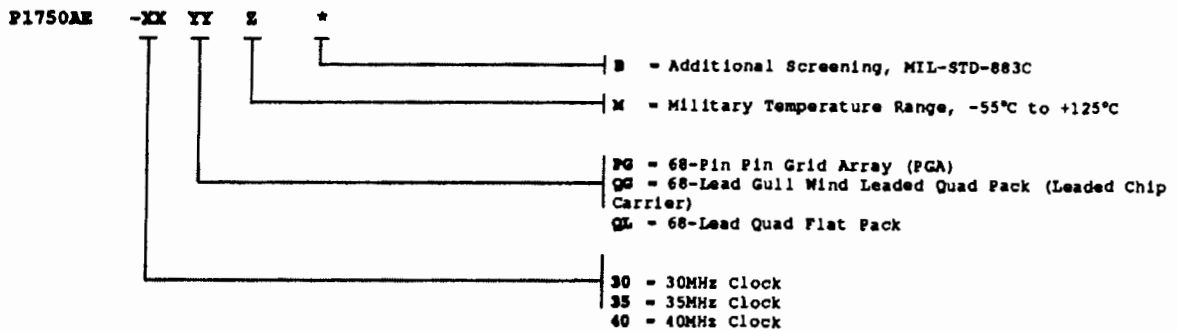 P1750AE -XX YY Z *
B = Additional Screening, MIL-STD-883C
M = Military Temperature Range, -55°C to +125°C
PG = 68-Pin Pin Grid Array (PGA)
QG = 68-Lead Gull Wind Leaded Quad Pack (Leaded Chip
Carrier)
QL = 68-Lead Quad Flat Pack
30 = 30MHz Clock
35 = 35MHz Clock
40 = 40MHz Clock